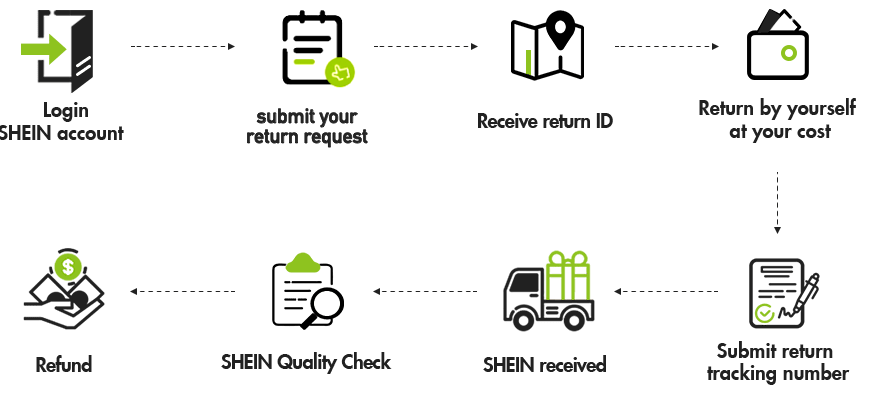 Login
SHEIN account
submit your
return request
Receive return ID
Return by yourself
at your cost
Submit return
tracking number
SHEIN received
SHEIN Quality Check
Refund